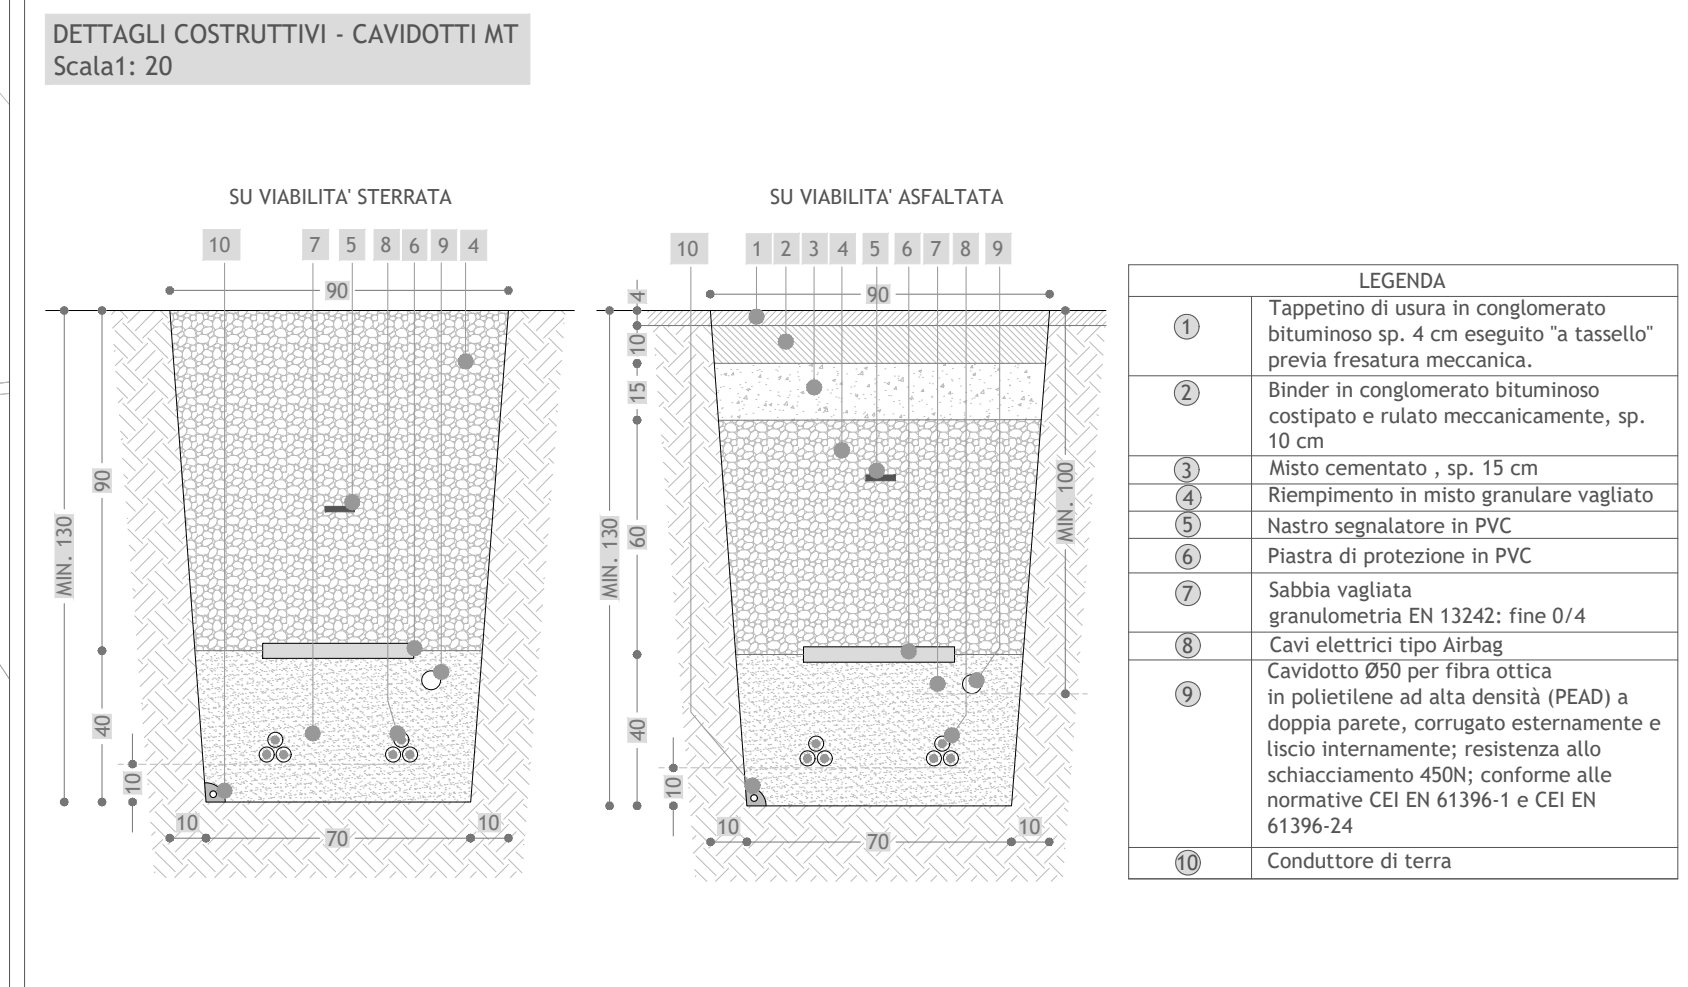 DETTAGLI COSTRUTTIVI - CAVIDOTTI MT
Scala1: 20
SU VIABILITA' STERRATA
10 7 5 8 6 9 4
90
MIN. 130
90
40
10
10 70 10
SU VIABILITA' ASFALTATA
10 1 2 3 4 5 6 7 8 9
90
4
10
15
60
40
MIN. 130
MIN. 100
10
10 70 10
LEGENDA
1 Tappetino di usura in conglomerato
bituminoso sp. 4 cm eseguito "a tassello"
previa fresatura meccanica.
2 Binder in conglomerato bituminoso
costipato e rulato meccanicamente, sp.
10 cm
3 Misto cementato , sp. 15 cm
4 Riempimento in misto granulare vagliato
5 Nastro segnalatore in PVC
6 Piastra di protezione in PVC
7 Sabbia vagliata
granulometria EN 13242: fine 0/4
8 Cavi elettrici tipo Airbag
9 Cavidotto Ø50 per fibra ottica
in polietilene ad alta densità (PEAD) a
doppia parete, corrugato esternamente e
liscio internamente; resistenza allo
schiacciamento 450N; conforme alle
normative CEI EN 61396-1 e CEI EN
61396-24
10 Conduttore di terra